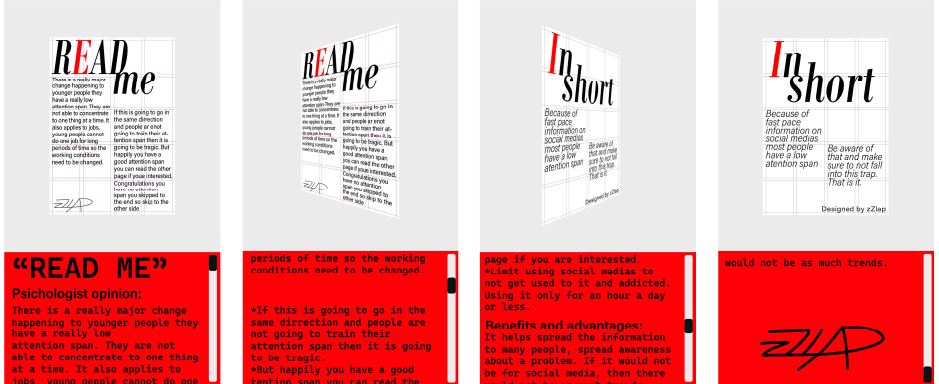 READ
me
There is a really major
change happening to
younger people they
have a really low
attention span. They are
not able to concentrate
to one thing at a time. It
also applies to jobs,
young people cannot
do one job for long
periods of time so the
working conditions
need to be changed.
If this is going to go in
the same direction
and people ar enot
going to train their at-
tention span then it is
going to be tragic. But
happily you have a
good attention span
you can read the other
page if youe interested.
Congratulations you
have no attention
span you skipped to
the end so skip to the
other side
ZZLAP
READ
me
There is a really major
change happening to
younger people they
have a really low
attention span. They are
not able to concentrate
to one thing at a time. It
also applies to jobs,
young people cannot
do one job for long
periods of time so the
working conditions
need to be changed.
If this is going to go in
the same direction
and people ar enot
going to train their at-
tention span then it is
going to be tragic. But
happily you have a
good attention span
you can read the other
page if youe interested.
Congratulations you
have no attention
span you skipped to
the end so skip to the
other side
ZZLAP
In
short
Because of
fast pace
information on
social medias
most people
have a low
attention span
Be aware of
that and make
sure to not fall
into this trap.
That is it.
Designed by zZlap
In
short
Because of
fast pace
information on
social medias
most people
have a low
attention span
Be aware of
that and make
sure to not fall
into this trap.
That is it.
Designed by zZlap
“READ ME”
Psichologist opinion:
There is a really major change
happening to younger people they
have a really low
attention span. They are not
able to concentrate to one thing
at a time. It also applies to
jobs, young people cannot do one
periods of time so the working
conditions need to be changed.
*If this is going to go in the
same dirrection and people are
not going to train their
attention span then it is going
to be tragic.
*But happily you have a good
tention span you can read the
page if you are interested.
*Limit using social medias to
not get used to it and addicted.
Using it only for an hour a day
or less.
Benefits and advantages:
It helps spread the information
to many people, spread awareness
about a problem. If it would not
be for social media, then there
would not be as much trends.
would not be as much trends.
ZZLAP